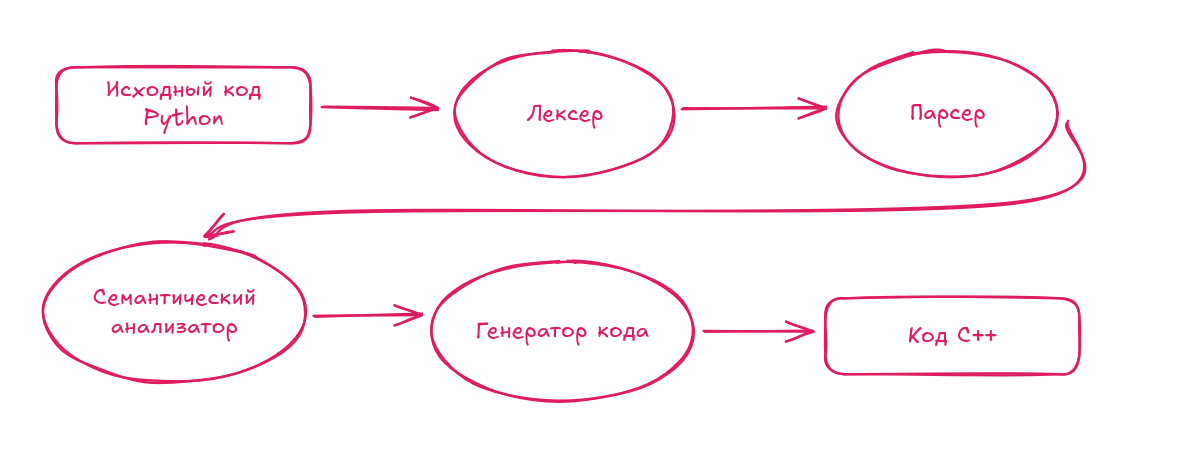 Исходный код
Python
Лексер
Парсер
Семантический
анализатор
Генератор кода
Код C++